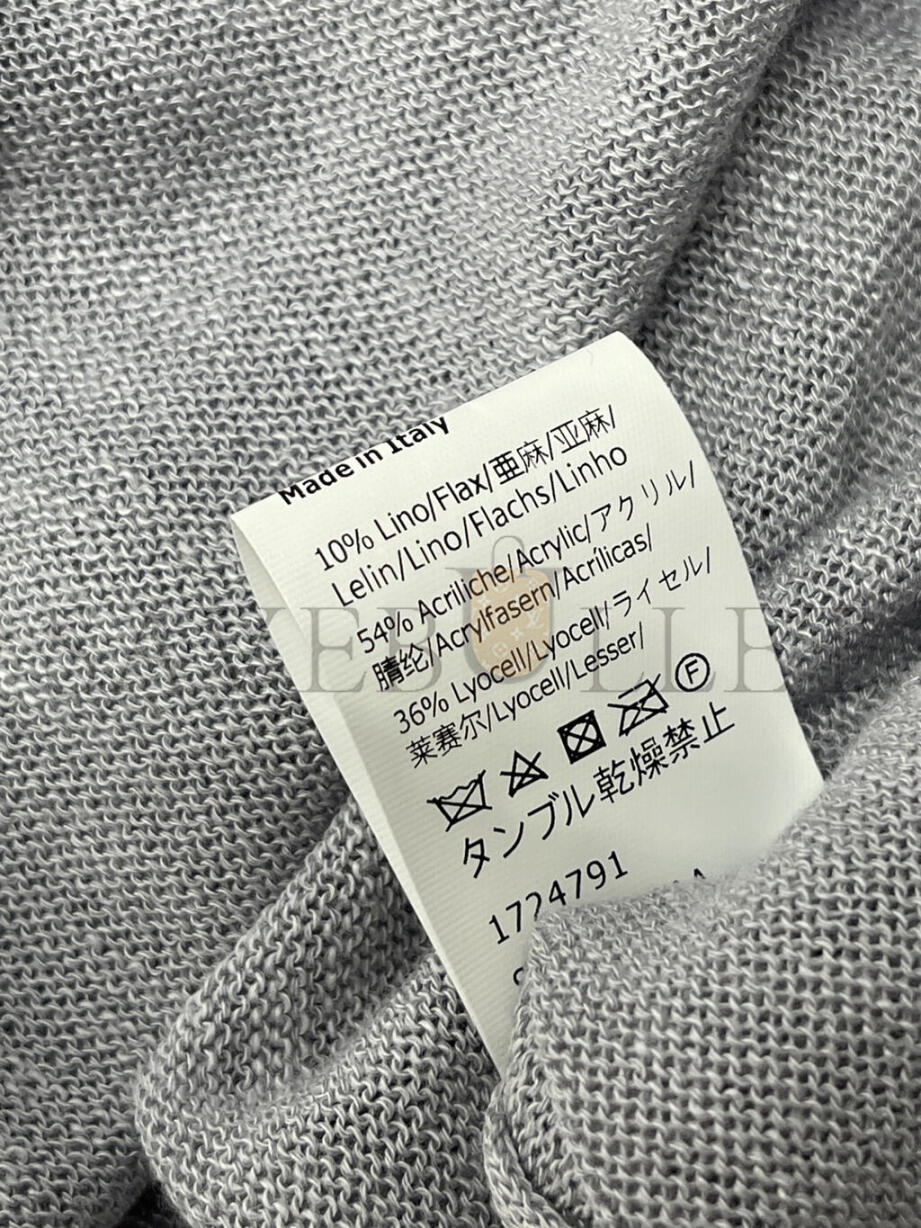 Made in Italy
10% Lino/Flax/亜麻/亚麻/
Lelin/Lino/Flachs/Linho
54% Acriliche/Acrylic/アクリル/
腈纶/Acrylfasern/Acrílicas/
36% Lyocell/Lyocell/ライセル/
莱赛尔/Lyocell/Lesser/
F
タンブル乾燥禁止
1724791